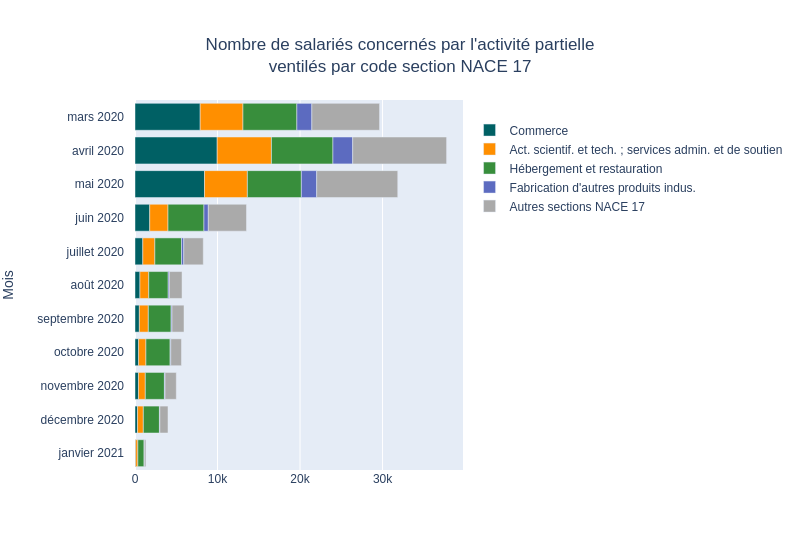 Nombre de salariés concernés par l'activité partielle
ventilés par code section NACE 17
Mois
mars 2020
avril 2020
mai 2020
juin 2020
juillet 2020
août 2020
septembre 2020
octobre 2020
novembre 2020
décembre 2020
janvier 2021
0
10k
20k
30k
Commerce
Act. scientif. et tech. ; services admin. et de soutien
Hébergement et restauration
Fabrication d'autres produits indus.
Autres sections NACE 17